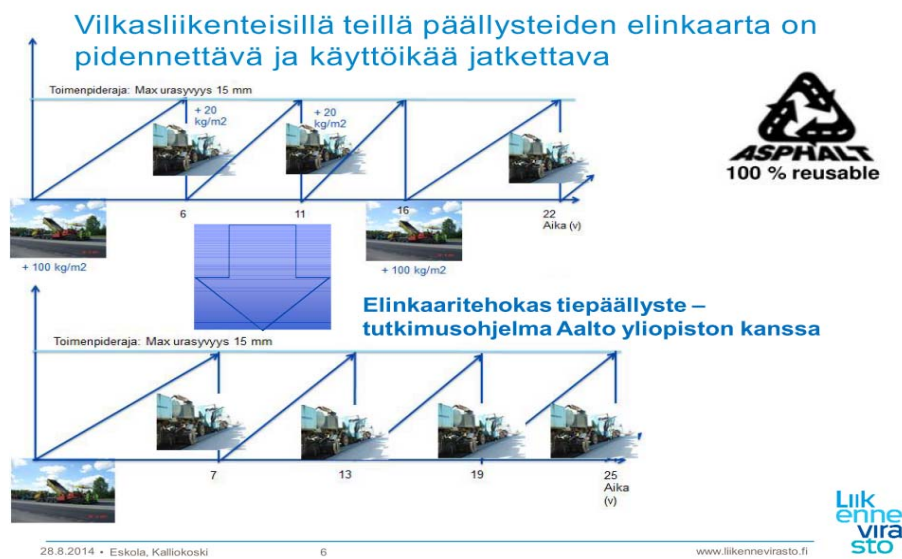 Vilkasliikenteisillä teillä päällysteiden elinkaarta on
pidennettävä ja käyttöikää jatkettava
Toimenpideraja: Max urasyvyys 15 mm
+ 20
kg/m2
+ 20
kg/m2
ASPHALT
100 % reusable
6
11
16
22
Aika (v)
+ 100 kg/m2
+ 100 kg/m2
Elinkaaritehokas tiepäällyste –
tutkimusohjelma Aalto yliopiston kanssa
Toimenpideraja: Max urasyvyys 15 mm
7
13
19
25
Aika
(v)
28.8.2014 • Eskola, Kalliokoski
6
www.liikennevirasto.fi
Liik
enne
vira
sto